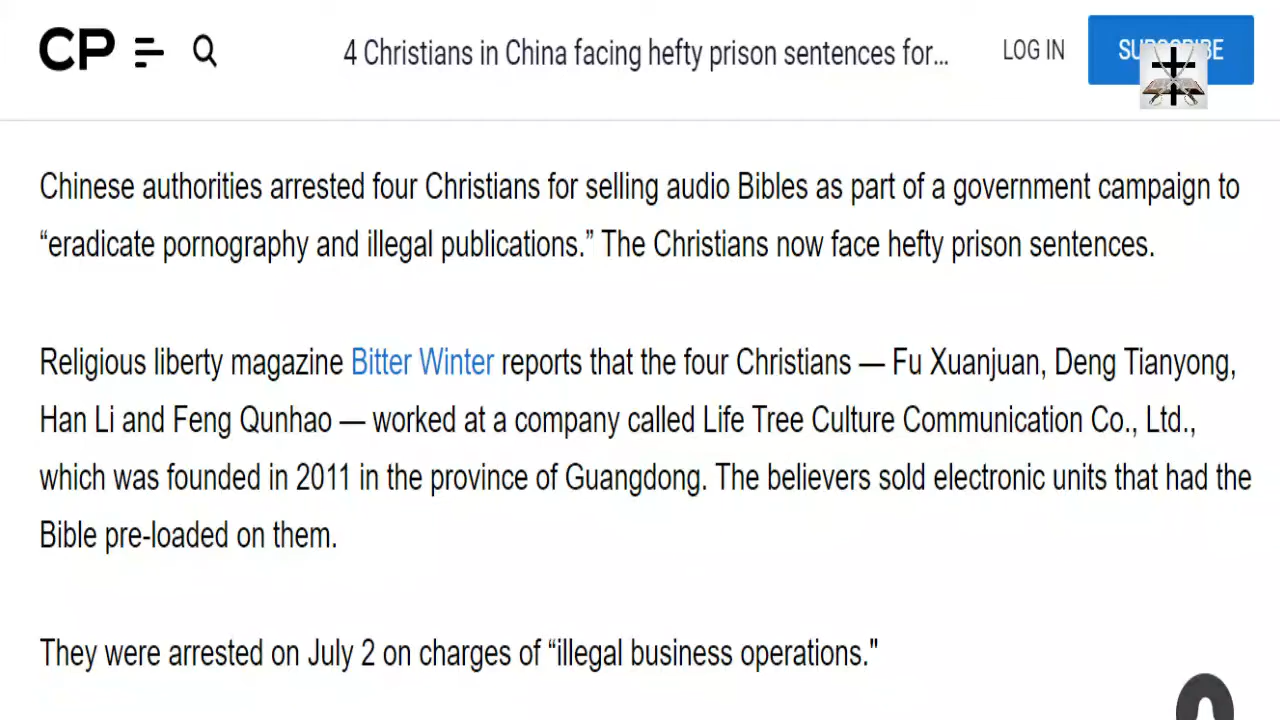 CP
4 Christians in China facing hefty prison sentences for...
LOG IN
SUBSCRIBE
Chinese authorities arrested four Christians for selling audio Bibles as part of a government campaign to
“eradicate pornography and illegal publications.” The Christians now face hefty prison sentences.
Religious liberty magazine Bitter Winter reports that the four Christians — Fu Xuanjuan, Deng Tianyong,
Han Li and Feng Qunhao — worked at a company called Life Tree Culture Communication Co., Ltd.,
which was founded in 2011 in the province of Guangdong. The believers sold electronic units that had the
Bible pre-loaded on them.
They were arrested on July 2 on charges of “illegal business operations."